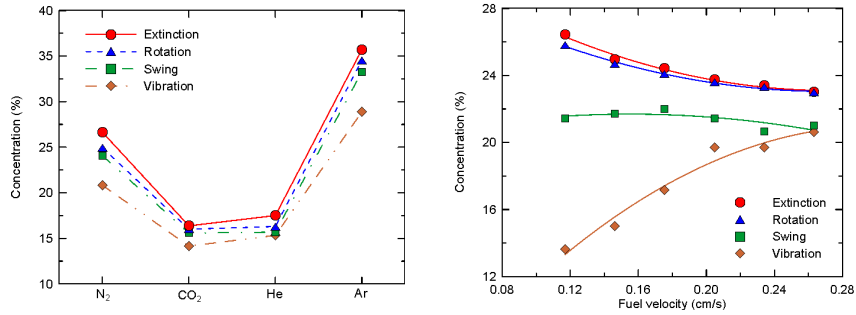 40
35
30
25
20
15
10
Concentration (%)
Extinction
Rotation
Swing
Vibration
N2
CO2
He
Ar
28
24
20
16
12
Concentration (%)
Extinction
Rotation
Swing
Vibration
0.08
0.12
0.16
0.20
0.24
0.28
Fuel velocity (cm/s)